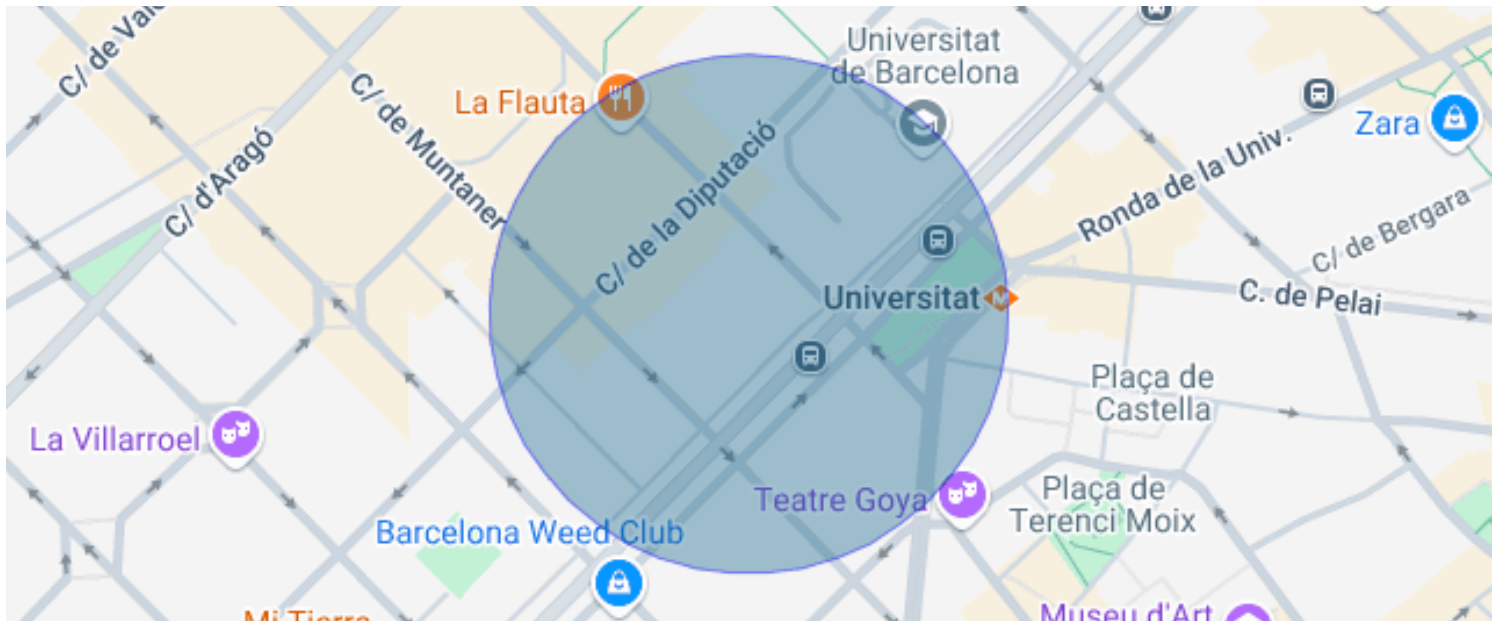 C/ de Val
C/ d'Aragó
C/ de Muntaner
La Flauta
C/ de la Diputació
Universitat
de Barcelona
Ronda de la Univ.
Zara
C/ de Bergara
C. de Pelai
Universitat
M
Plaça de
Castella
La Villarroel
Teatre Goya
Plaça de
Terenci Moix
Barcelona Weed Club
Mi Tierra
Museu d'Art